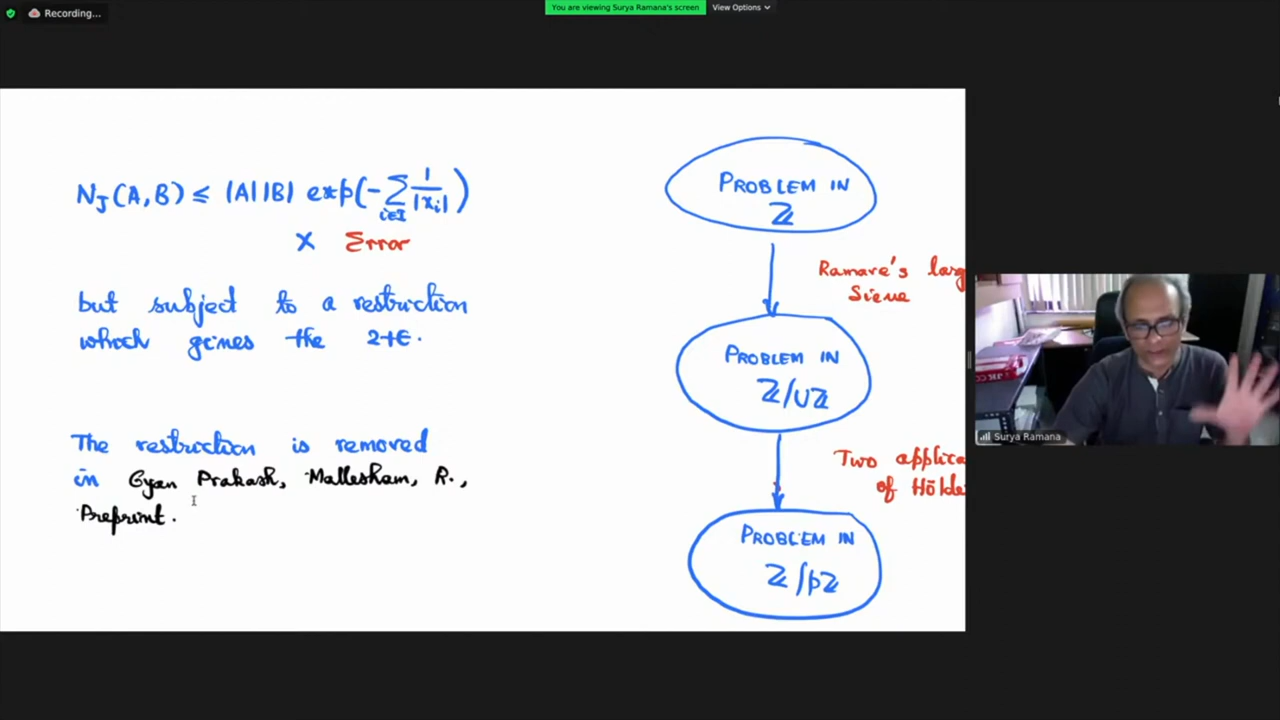 Recording...
You are viewing Surya Ramana's screen View Options
N_J(A,B) ≤ |A||B| exp(-∑_{i∈I} 1/|x_i|)
X Error
but subject to a restriction
which gives the 2+ε.
The restriction is removed
in Gyan Prakash, Mallesham, R.,
Preprint.
PROBLEM IN
ℤ
Ramare's larg
Sieve
PROBLEM IN
ℤ/Uℤ
Two applica
of Hölde
PROBLEM IN
ℤ/pℤ
Surya Ramana